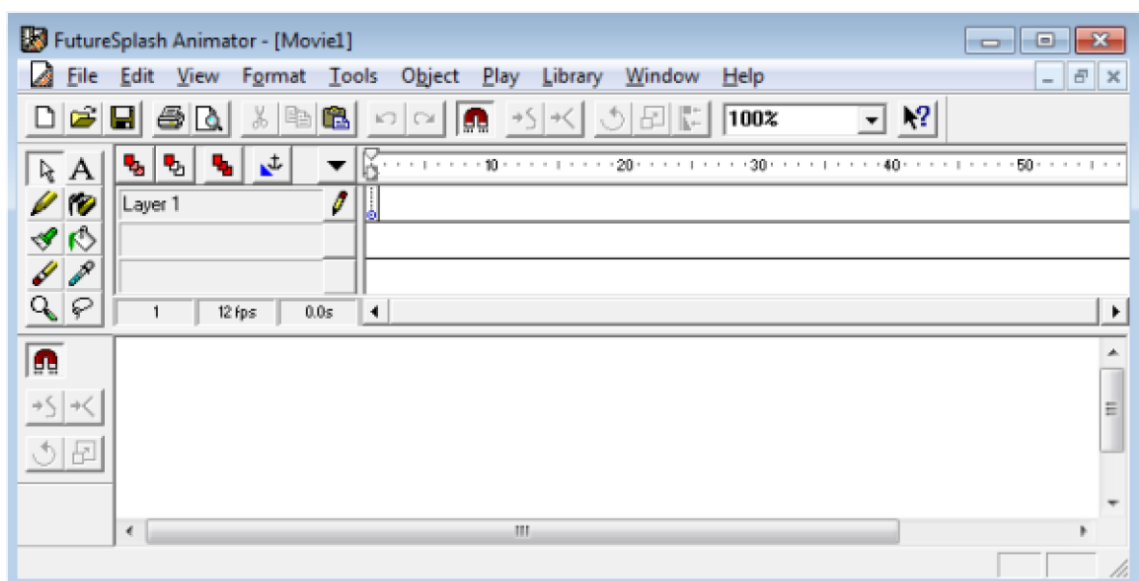 FutureSplash Animator - [Movie1]
File Edit View Format Tools Object Play Library Window Help
100%
A 10 20 30 40 50
Layer 1
1 12 fps 0.0s